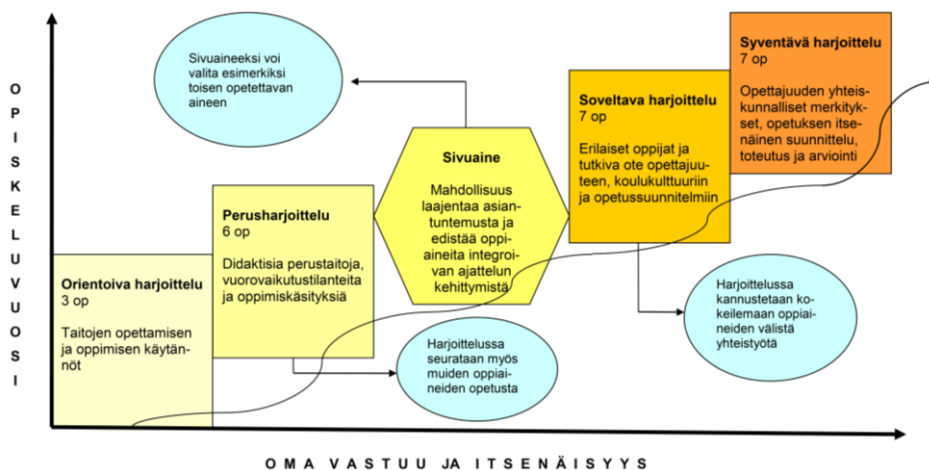 OPISKELUVUOSI
Sivuaineeksi voi
valita esimerkiksi
toisen opetettavan
aineen
Syventävä harjoittelu
7 op
Opettajuuden yhteis-
kunnalliset merkityk-
set, opetuksen itse-
näinen suunnittelu,
toteutus ja arviointi
Soveltava harjoittelu
7 op
Erilaiset oppijat ja
tutkiva ote opettajuu-
teen, koulukulttuuriin
ja opetussuunnitelmiin
Sivuaine
Mahdollisuus
laajentaa asian-
tuntemusta ja
edistää oppi-
aineita integroi-
van ajattelun
kehittymistä
Perusharjoittelu
6 op
Didaktisia perustaitoja,
vuorovaikutustilanteita
ja oppimiskäsityksiä
Orientoiva harjoittelu
3 op
Taitojen opettamisen
ja oppimisen käytän-
nöt
Harjoittelussa
seurataan myös
muiden oppiai-
neiden opetusta
Harjoittelussa
kannustetaan ko-
keilemaan oppiai-
neiden välistä
yhteistyötä
OMA VASTUU JA ITSENÄISYYS